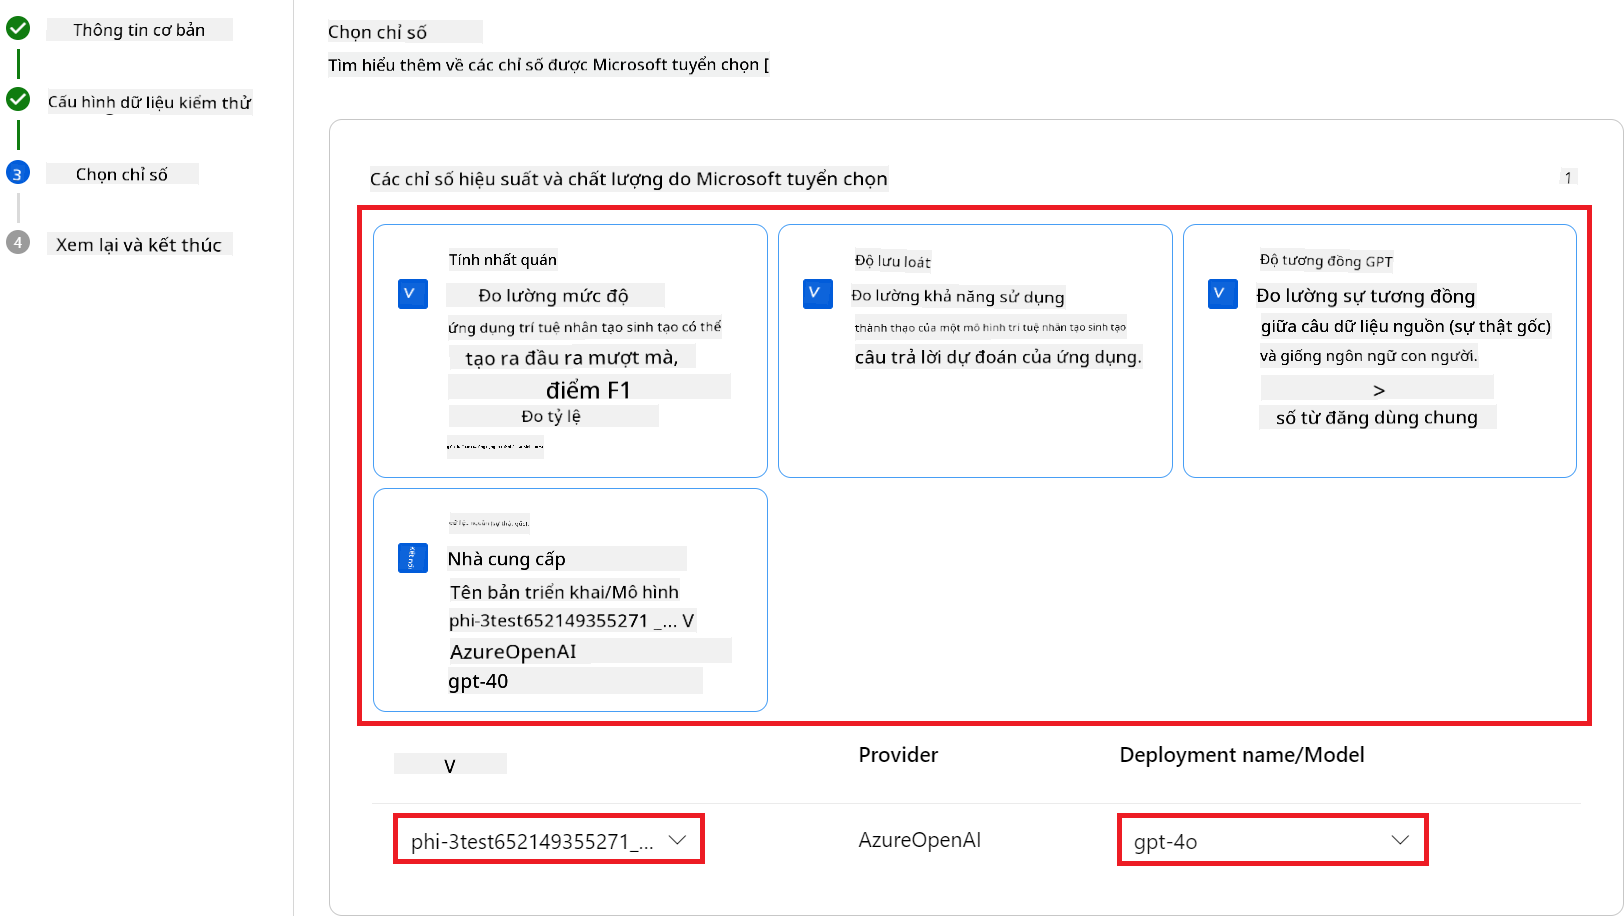 Thông tin cơ bản
Cấu hình dữ liệu kiểm thử
3
Chọn chỉ số
4
Xem lại và kết thúc
Chọn chỉ số
Tìm hiểu thêm về các chỉ số được Microsoft tuyển chọn [
Các chỉ số hiệu suất và chất lượng do Microsoft tuyển chọn
1
Tính nhất quán
V
Đo lường mức độ
ứng dụng trí tuệ nhân tạo sinh tạo có thể
tạo ra đầu ra mượt mà,
điểm F1
Đo tỷ lệ
Độ lưu loát
V
Đo lường khả năng sử dụng
thành thạo của một mô hình trí tuệ nhân tạo sinh tạo
câu trả lời dự đoán của ứng dụng.
Độ tương đồng GPT
V
Đo lường sự tương đồng
giữa câu dữ liệu nguồn (sự thật gốc)
và giống ngôn ngữ con người.
>
số từ đăng dùng chung
dữ liệu nguồn (sự thật gốc).
Kết nối
Nhà cung cấp
Tên bản triển khai/Mô hình
phi-3test652149355271 _... V
AzureOpenAI
gpt-40
V
Provider
Deployment name/Model
phi-3test652149355271_...
AzureOpenAI
gpt-4o